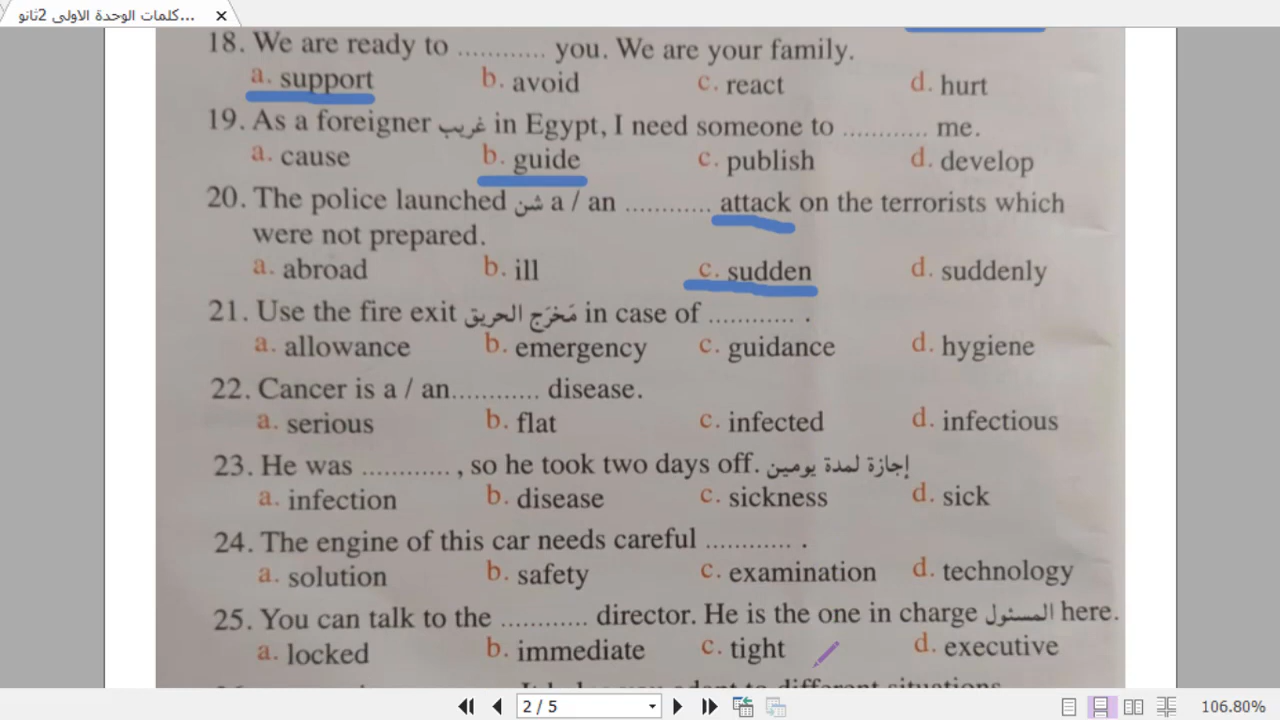 كلمات الوحدة الاولى 2ثانو...
18. We are ready to ............ you. We are your family.
a. support b. avoid c. react d. hurt
19. As a foreigner غريب in Egypt, I need someone to ............ me.
a. cause b. guide c. publish d. develop
20. The police launched شن a / an ............ attack on the terrorists which
were not prepared.
a. abroad b. ill c. sudden d. suddenly
21. Use the fire exit مَخرَج الحريق in case of ............ .
a. allowance b. emergency c. guidance d. hygiene
22. Cancer is a / an............ disease.
a. serious b. flat c. infected d. infectious
23. He was ............ , so he took two days off. إجازة لمدة يومين
a. infection b. disease c. sickness d. sick
24. The engine of this car needs careful ............ .
a. solution b. safety c. examination d. technology
25. You can talk to the ............ director. He is the one in charge المسئول here.
a. locked b. immediate c. tight d. executive
2 / 5
106.80%